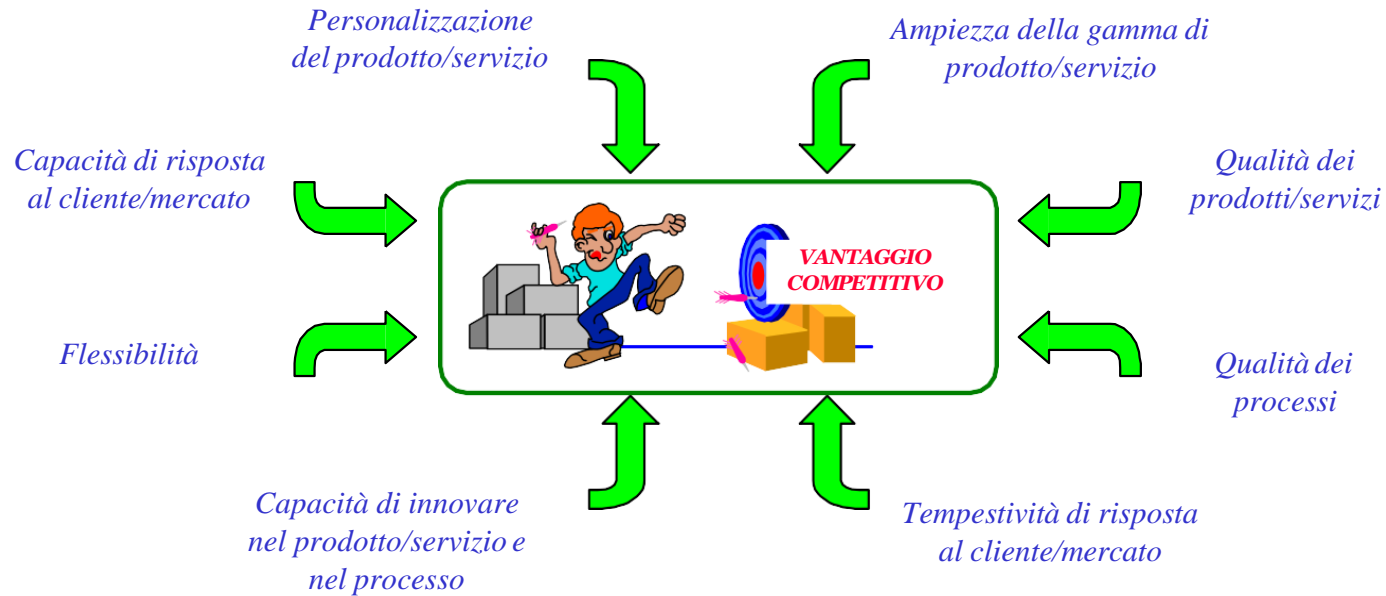 Personalizzazione
del prodotto/servizio
Ampiezza della gamma di
prodotto/servizio
Capacità di risposta
al cliente/mercato
Qualità dei
prodotti/servizi
VANTAGGIO
COMPETITIVO
Flessibilità
Qualità dei
processi
Capacità di innovare
nel prodotto/servizio e
nel processo
Tempestività di risposta
al cliente/mercato